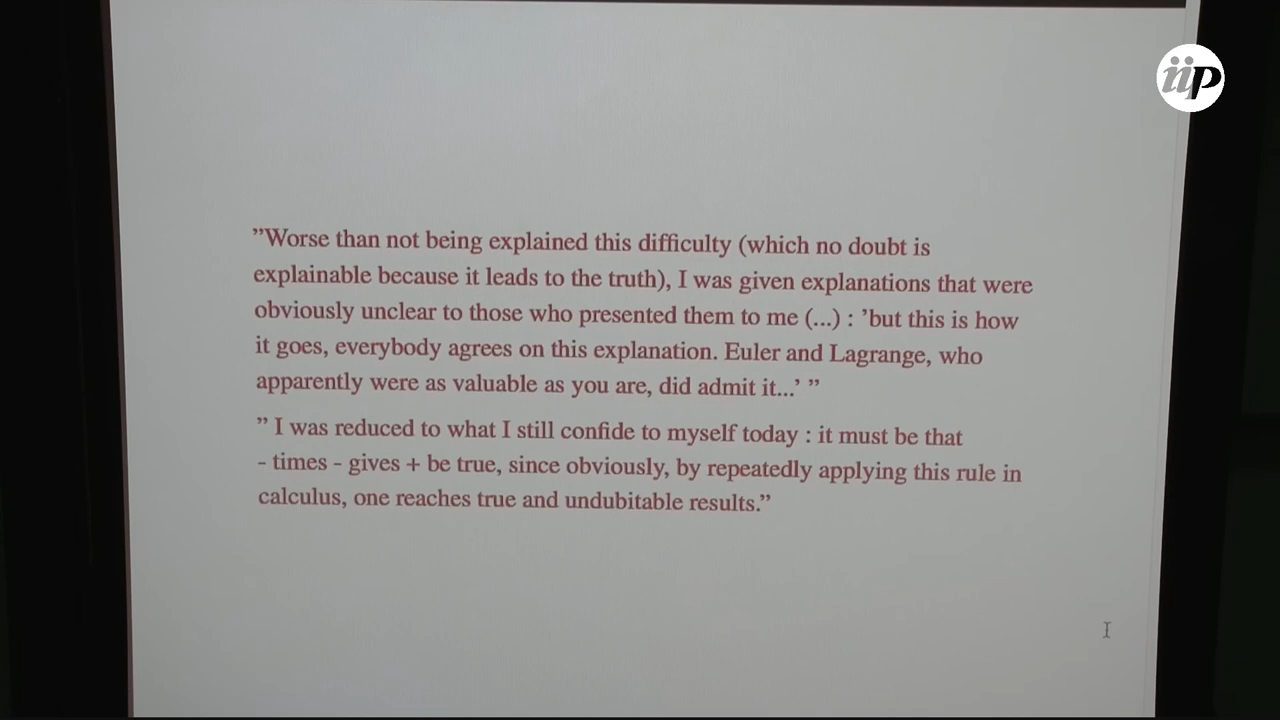 iip
”Worse than not being explained this difficulty (which no doubt is
explainable because it leads to the truth), I was given explanations that were
obviously unclear to those who presented them to me (...) : ’but this is how
it goes, everybody agrees on this explanation. Euler and Lagrange, who
apparently were as valuable as you are, did admit it...’ ”
” I was reduced to what I still confide to myself today : it must be that
- times - gives + be true, since obviously, by repeatedly applying this rule in
calculus, one reaches true and undubitable results.”